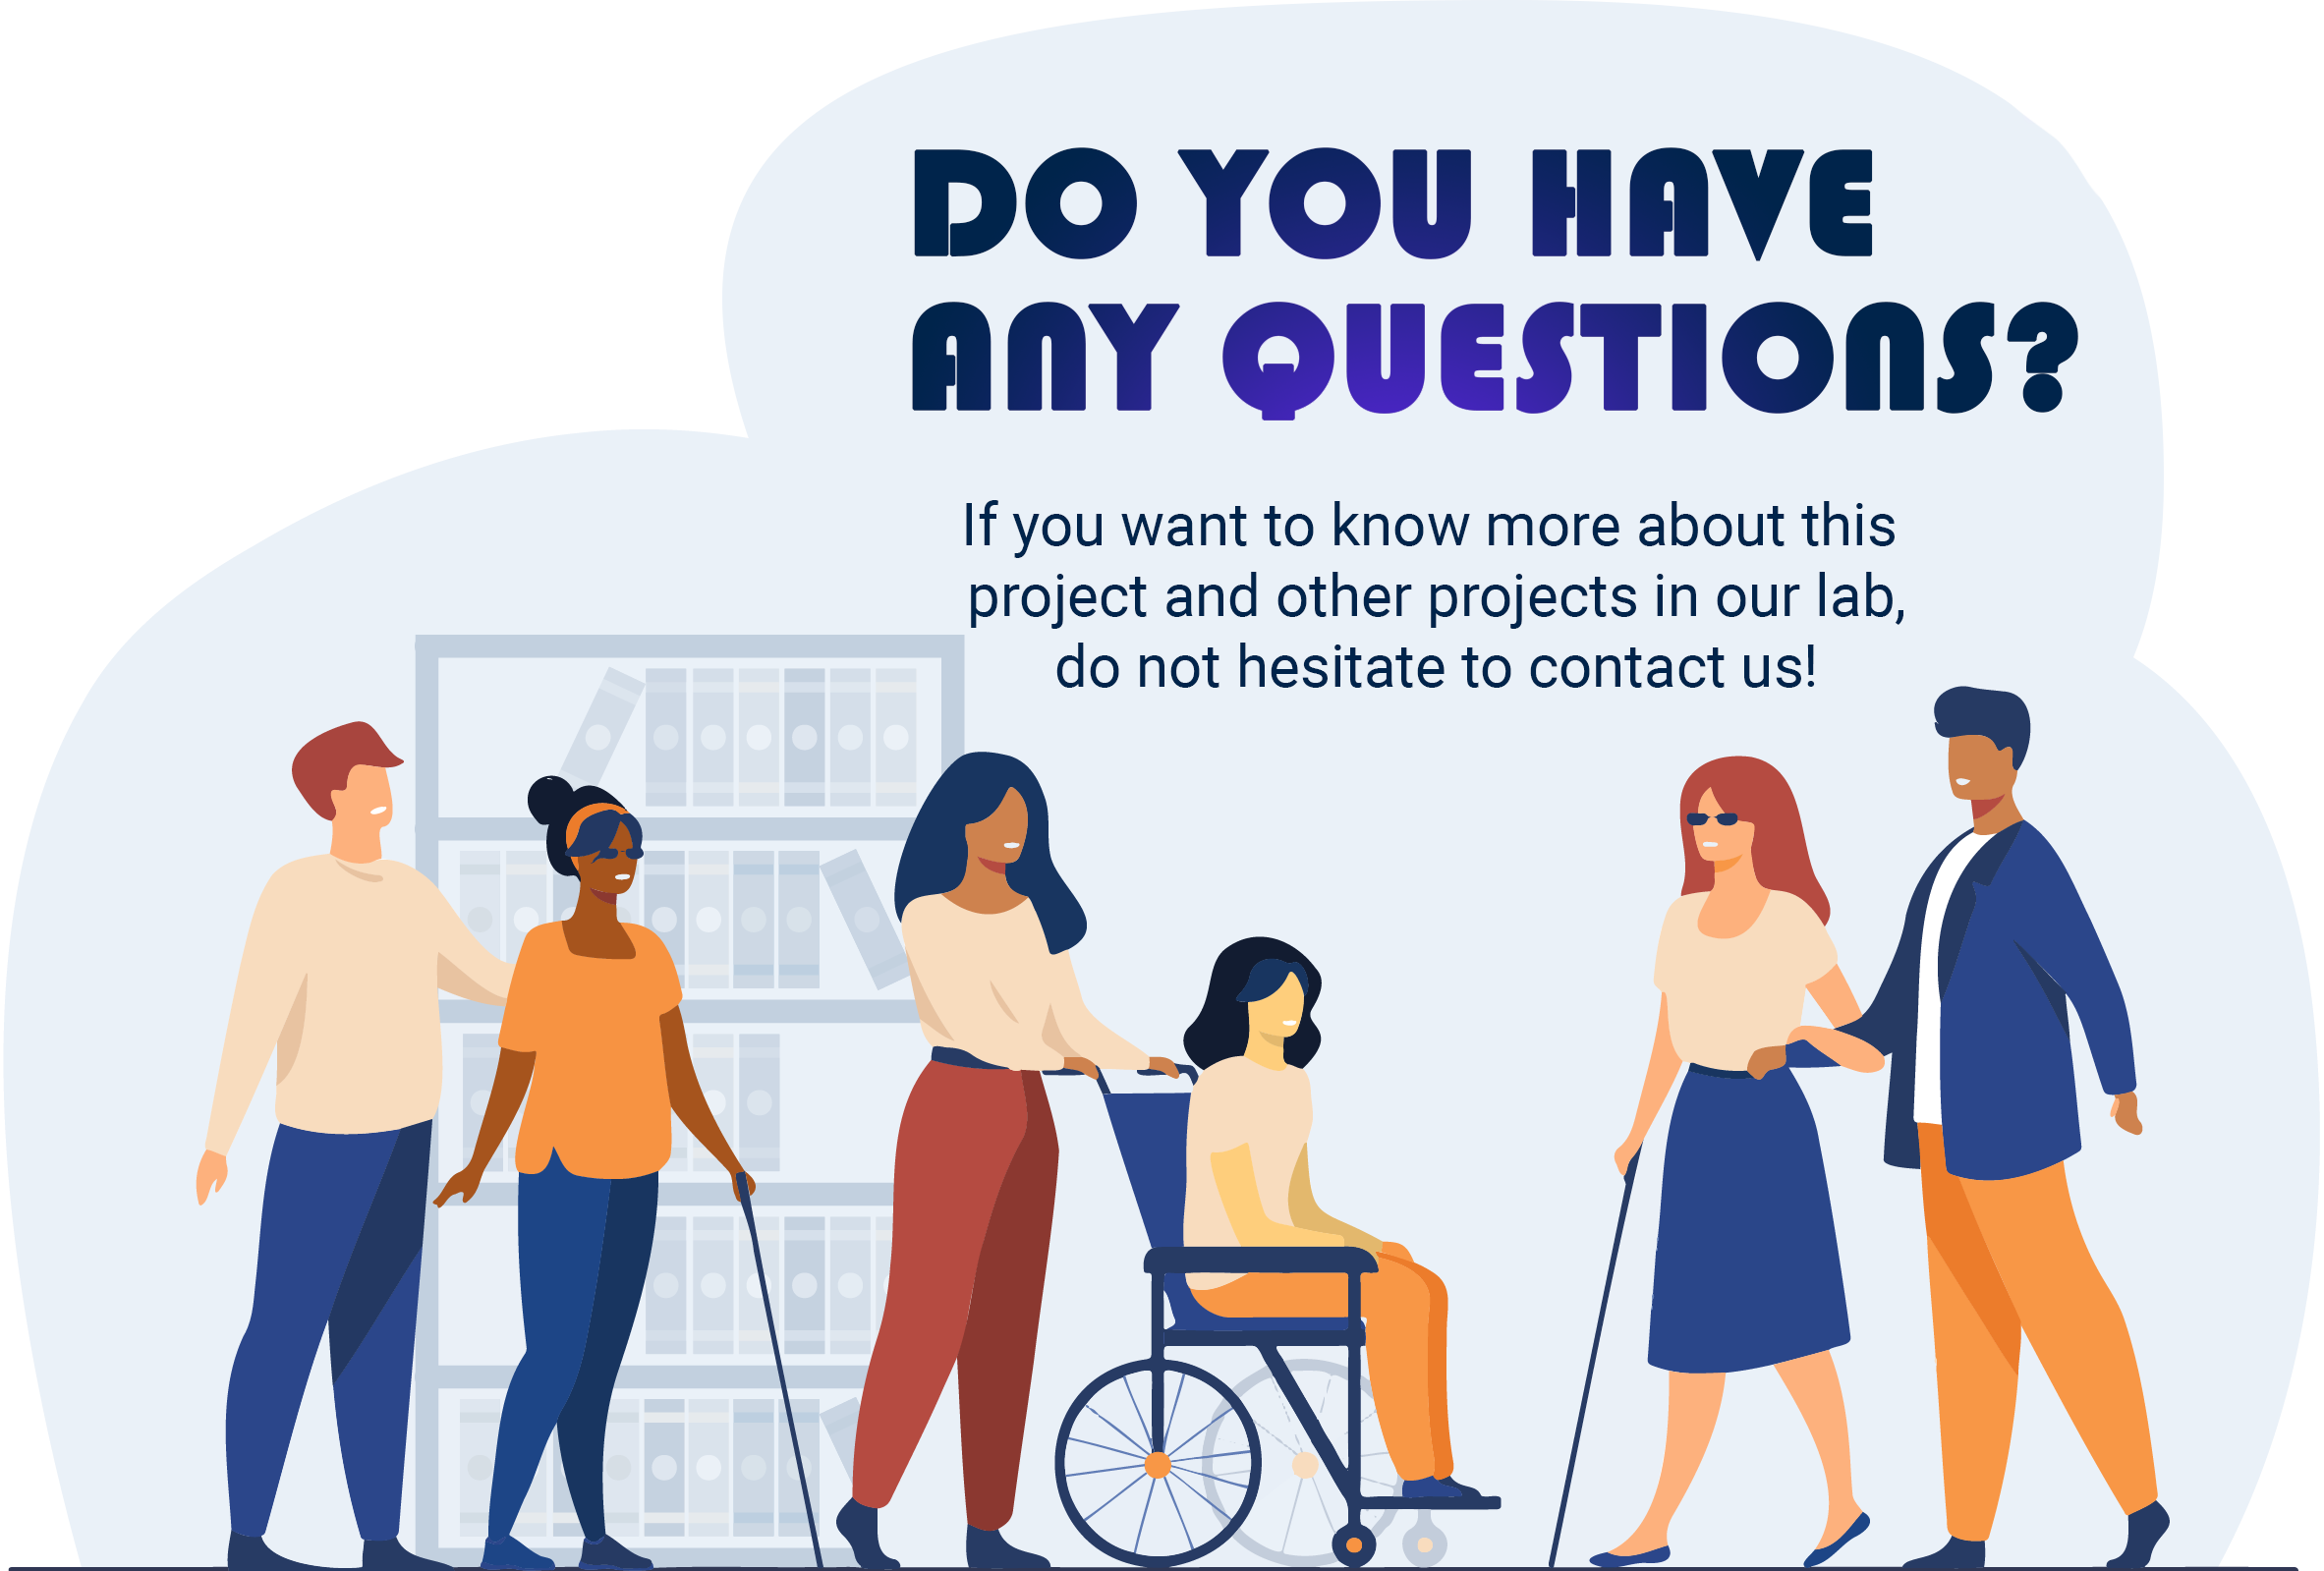 DO YOU HAVE
ANY QUESTIONS?
If you want to know more about this
project and other projects in our lab,
do not hesitate to contact us!